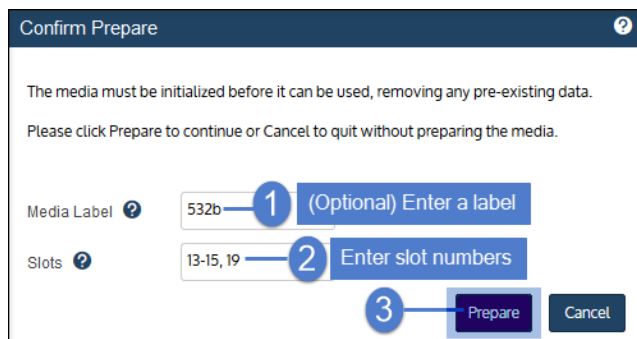 Confirm Prepare ?
The media must be initialized before it can be used, removing any pre-existing data.
Please click Prepare to continue or Cancel to quit without preparing the media.
Media Label ? 532b 1 (Optional) Enter a label
Slots ? 13-15, 19 2 Enter slot numbers
3 Prepare Cancel